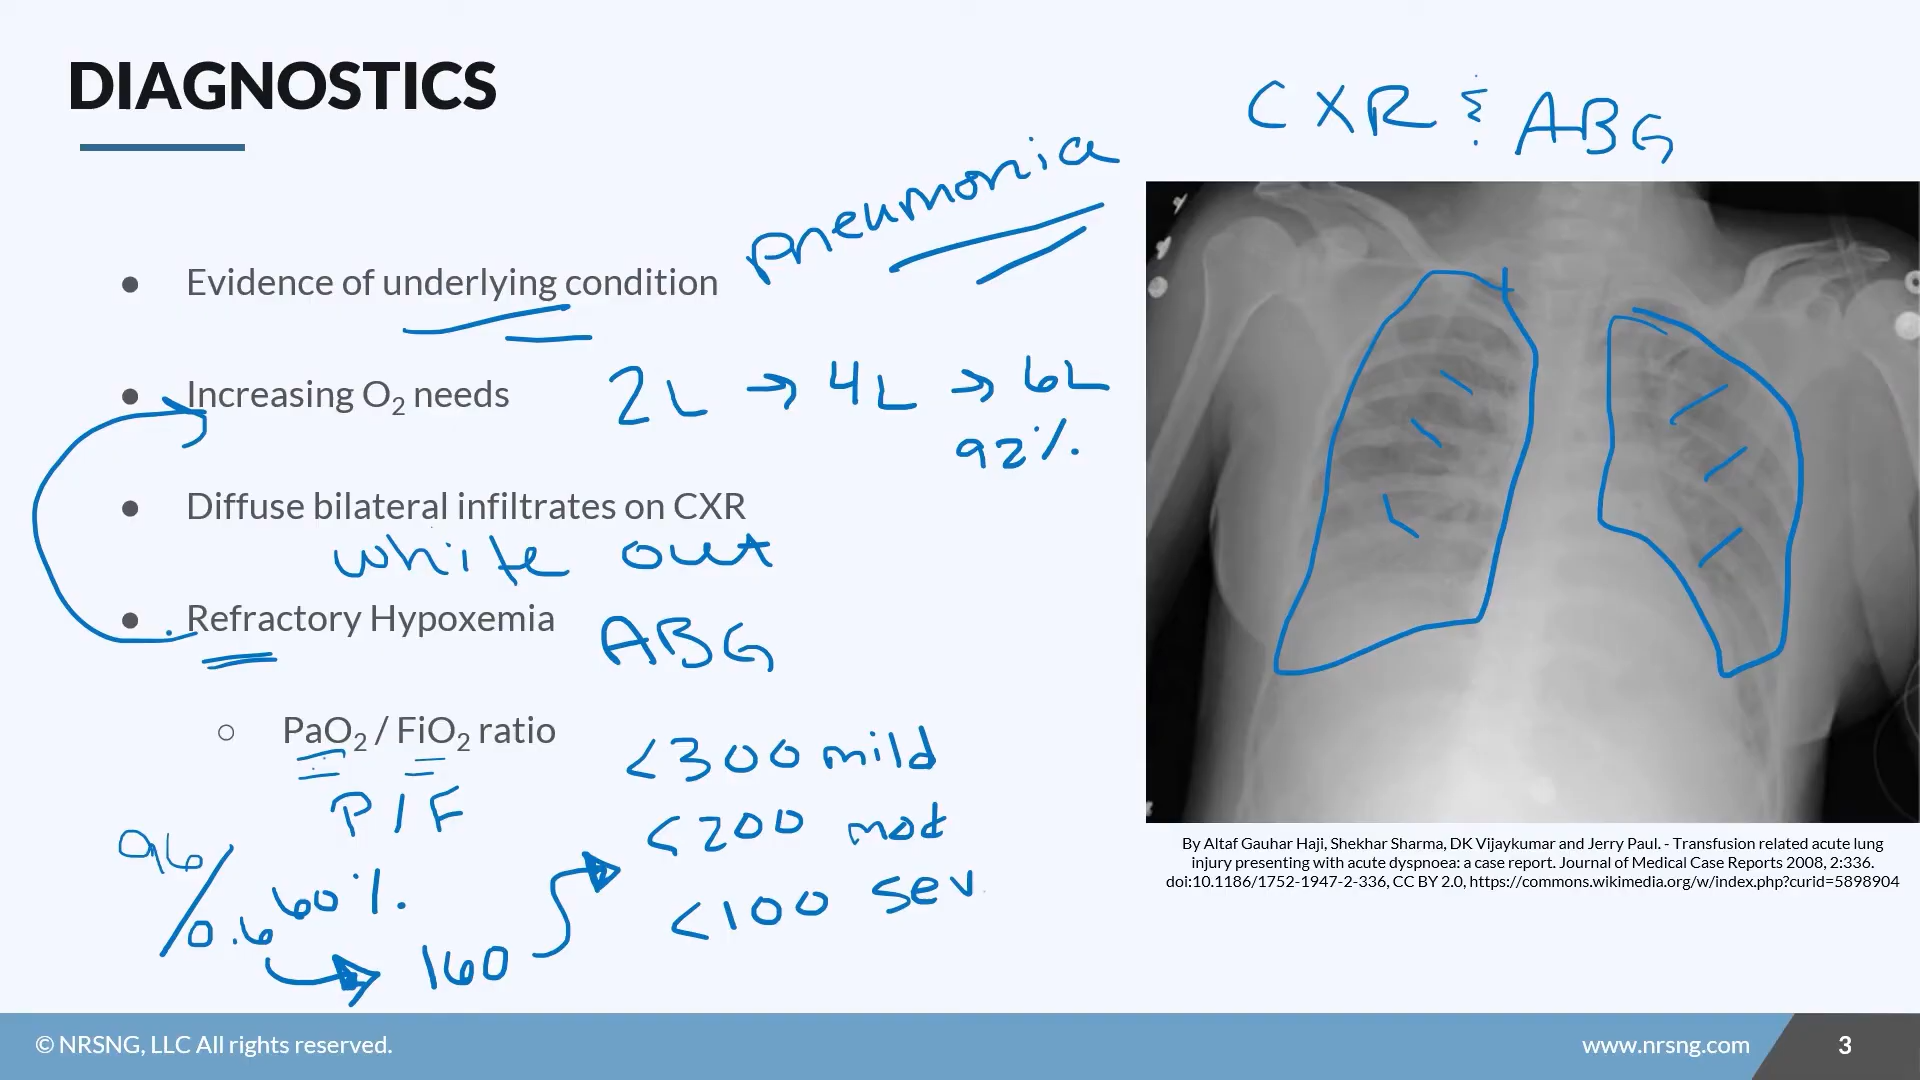 DIAGNOSTICS
CXR & ABG
pneumonia
● Evidence of underlying condition
● Increasing O₂ needs 2L → 4L → 6L
92%
● Diffuse bilateral infiltrates on CXR
white out
● Refractory Hypoxemia ABG
○ PaO₂ / FiO₂ ratio <300 mild
P/F
<200 mod
96/0.6 60%
<100 sev
160
By Altaf Gauhar Haji, Shekhar Sharma, DK Vijaykumar and Jerry Paul. - Transfusion related acute lung
injury presenting with acute dyspnoea: a case report. Journal of Medical Case Reports 2008, 2:336.
doi:10.1186/1752-1947-2-336, CC BY 2.0, https://commons.wikimedia.org/w/index.php?curid=5898904
© NRSNG, LLC All rights reserved.
www.nrsng.com
3